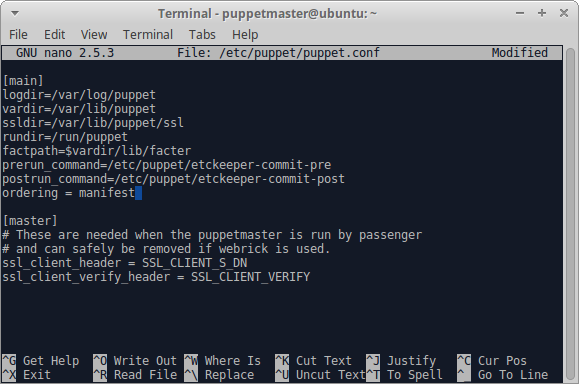 Terminal - puppetmaster@ubuntu: ~
File Edit View Terminal Tabs Help
GNU nano 2.5.3 File: /etc/puppet/puppet.conf Modified
[main]
logdir=/var/log/puppet
vardir=/var/lib/puppet
ssldir=/var/lib/puppet/ssl
rundir=/run/puppet
factpath=$vardir/lib/facter
prerun_command=/etc/puppet/etckeeper-commit-pre
postrun_command=/etc/puppet/etckeeper-commit-post
ordering = manifest
[master]
# These are needed when the puppetmaster is run by passenger
# and can safely be removed if webrick is used.
ssl_client_header = SSL_CLIENT_S_DN
ssl_client_verify_header = SSL_CLIENT_VERIFY
^G Get Help ^O Write Out ^W Where Is ^K Cut Text ^J Justify ^C Cur Pos
^X Exit ^R Read File ^\ Replace ^U Uncut Text ^T To Spell ^_ Go To Line